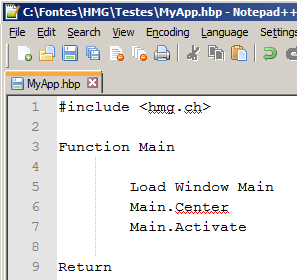 C:\Fontes\HMG\Testes\MyApp.hbp - Notepad++
File Edit Search View Encoding Language Settings
MyApp.hbp
1 #include <hmg.ch>
2
3 Function Main
4
5 Load Window Main
6 Main.Center
7 Main.Activate
8
9 Return